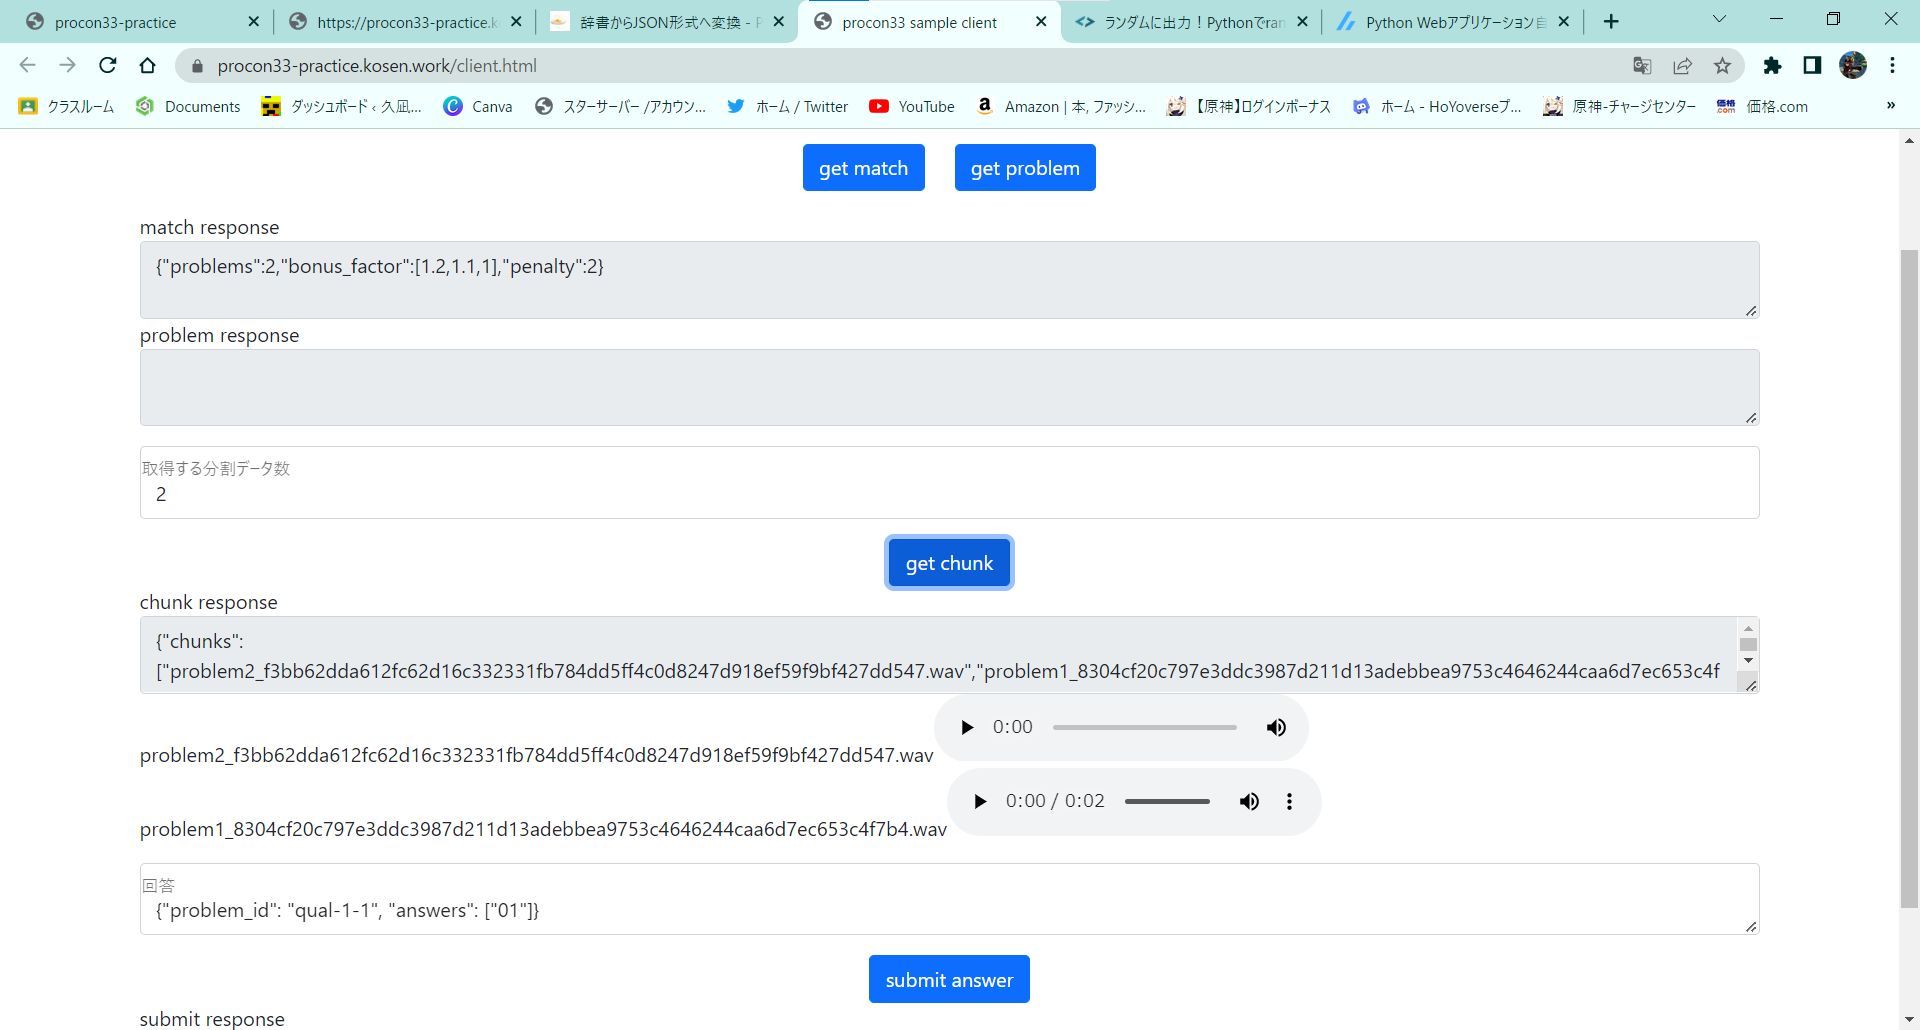 procon33-practice
https://procon33-practice.k
辞書からJSON形式へ変換 - P
procon33 sample client
ランダムに出力！Pythonでran
Python Webアプリケーション自
procon33-practice.kosen.work/client.html
クラスルーム
Documents
ダッシュボード ‹ 久凪...
Canva
スターサーバー /アカウン...
ホーム / Twitter
YouTube
Amazon | 本, ファッシ...
【原神】ログインボーナス
ホーム - HoYoverseプ...
原神-チャージセンター
価格.com
»
get match
get problem
match response
{"problems":2,"bonus_factor":[1.2,1.1,1],"penalty":2}
problem response
取得する分割データ数
2
get chunk
chunk response
{"chunks":
["problem2_f3bb62dda612fc62d16c332331fb784dd5ff4c0d8247d918ef59f9bf427dd547.wav","problem1_8304cf20c797e3ddc3987d211d13adebbea9753c4646244caa6d7ec653c4f
0:00
problem2_f3bb62dda612fc62d16c332331fb784dd5ff4c0d8247d918ef59f9bf427dd547.wav
0:00 / 0:02
problem1_8304cf20c797e3ddc3987d211d13adebbea9753c4646244caa6d7ec653c4f7b4.wav
回答
{"problem_id": "qual-1-1", "answers": ["01"]}
submit answer
submit response